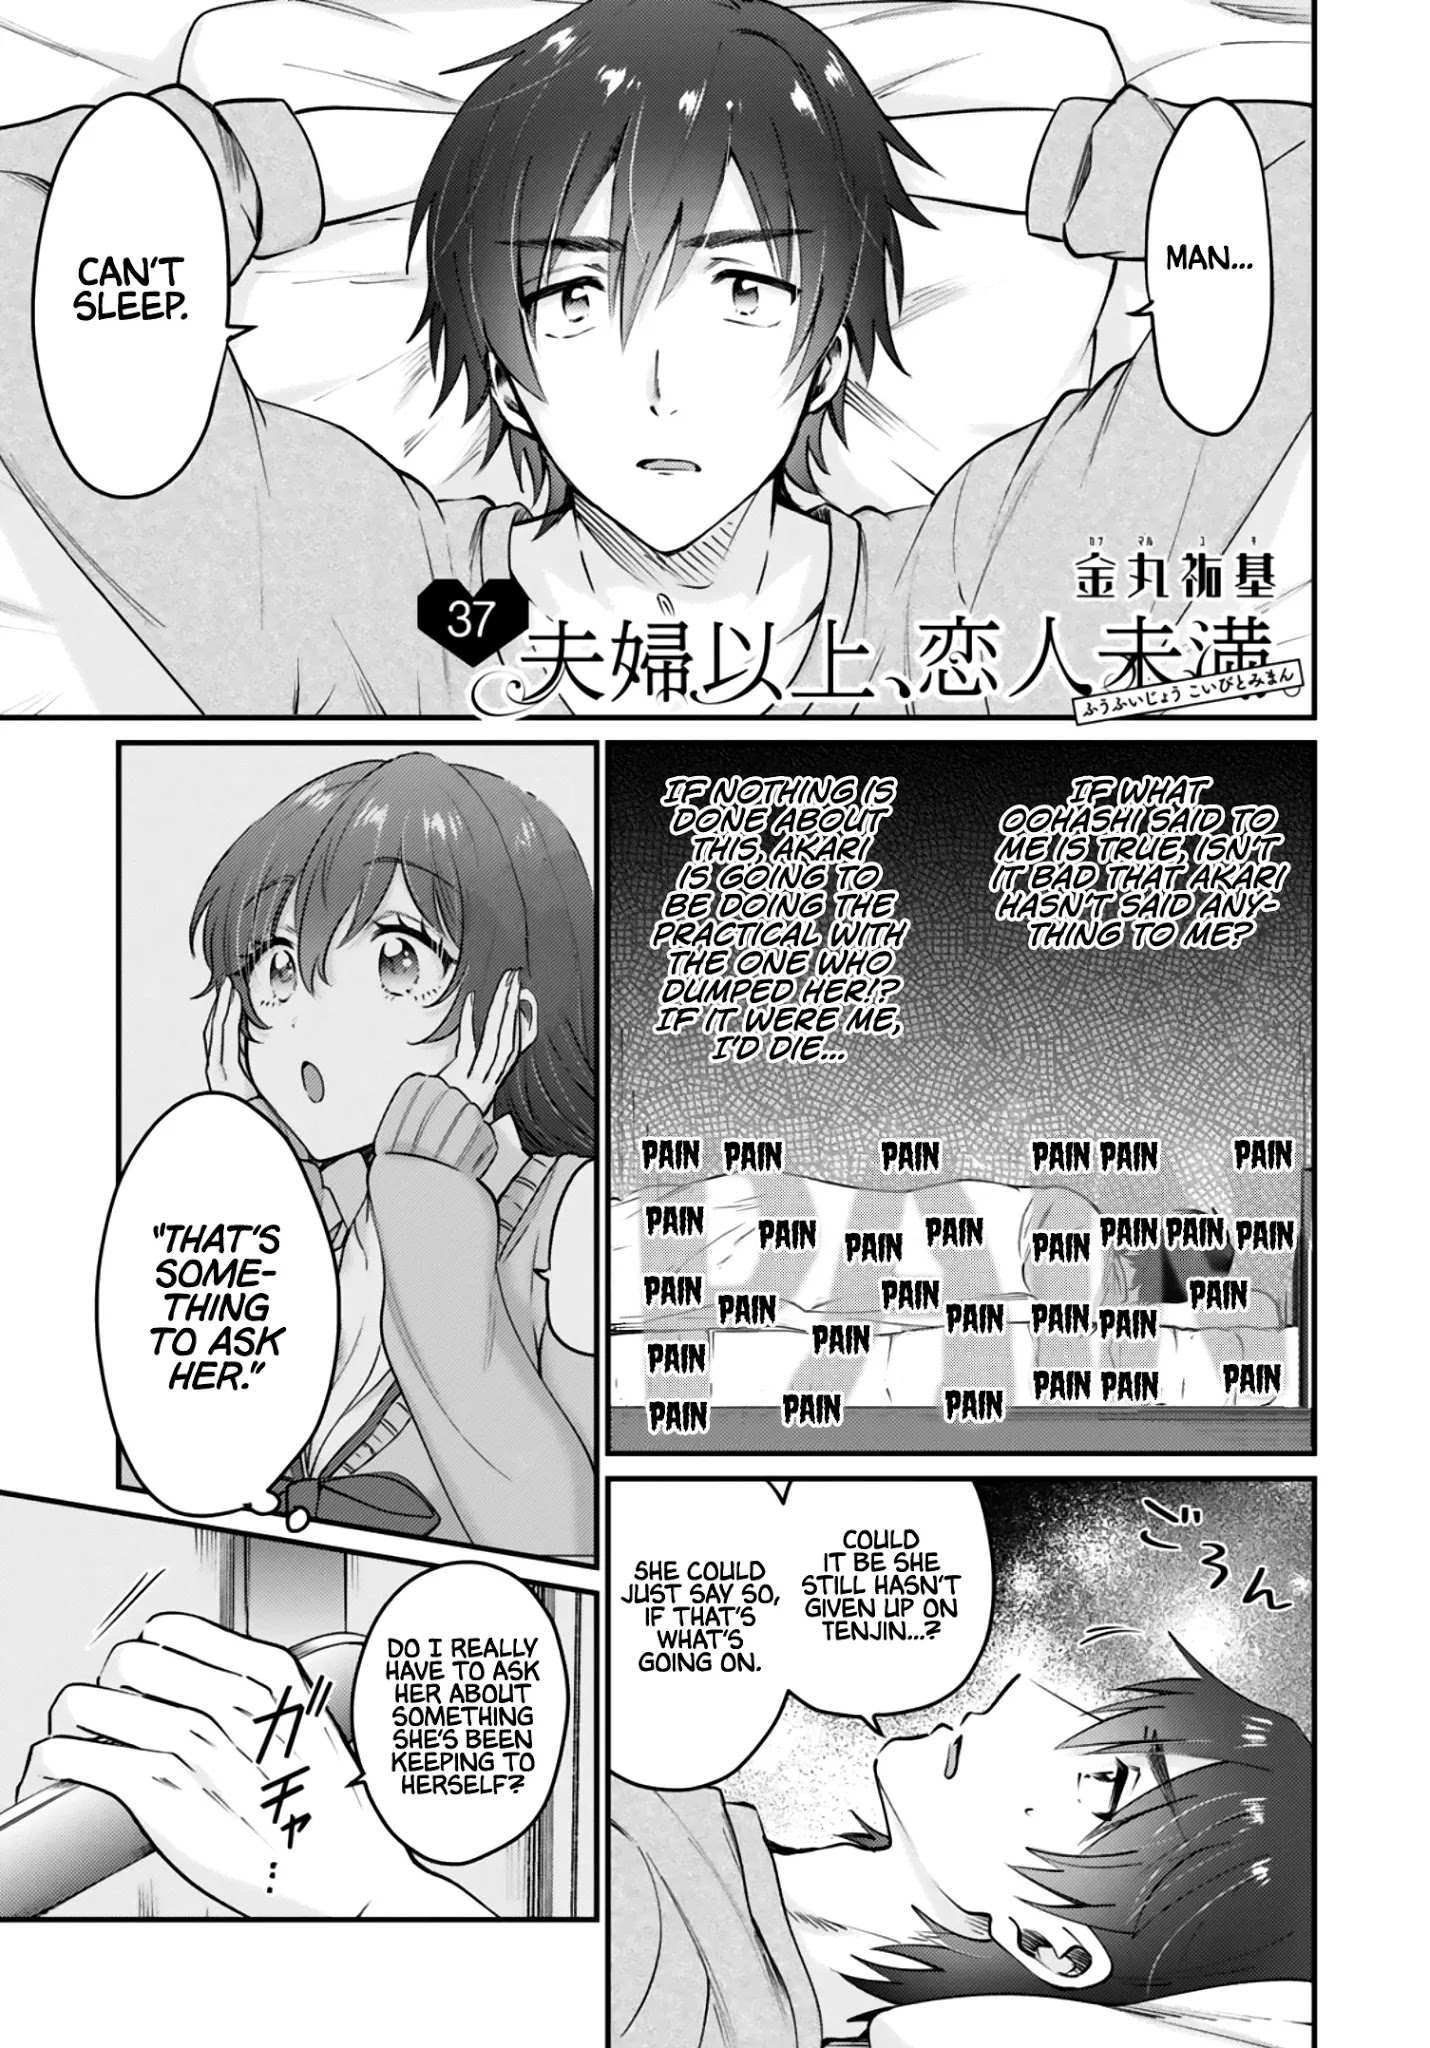 MAN...
CAN'T
SLEEP.
カナ マル ユ キ
金丸祐基
37
夫婦以上、恋人未満。
ふうふいじょう こいびとみまん
IF WHAT
OOHASHI SAID TO
ME IS TRUE, ISN'T
IT BAD THAT AKARI
HASN'T SAID ANY-
THING TO ME?
IF NOTHING IS
DONE ABOUT
THIS, AKARI
IS GOING TO
BE DOING THE
PRACTICAL WITH
THE ONE WHO
DUMPED HER!?
IF IT WERE ME,
I'D DIE...
PAIN PAIN PAIN PAIN PAIN PAIN
PAIN PAIN PAIN PAIN PAIN PAIN PAIN PAIN
PAIN PAIN PAIN PAIN
PAIN PAIN PAIN PAIN PAIN
PAIN PAIN PAIN PAIN
PAIN PAIN
PAIN
"THAT'S
SOME-
THING
TO ASK
HER."
COULD
IT BE SHE
STILL HASN'T
GIVEN UP ON
TENJIN...?
SHE COULD
JUST SAY SO,
IF THAT'S
WHAT'S
GOING ON.
ごろん
DO I REALLY
HAVE TO ASK
HER ABOUT
SOMETHING
SHE'S BEEN
KEEPING TO
HERSELF?
ガチャ…